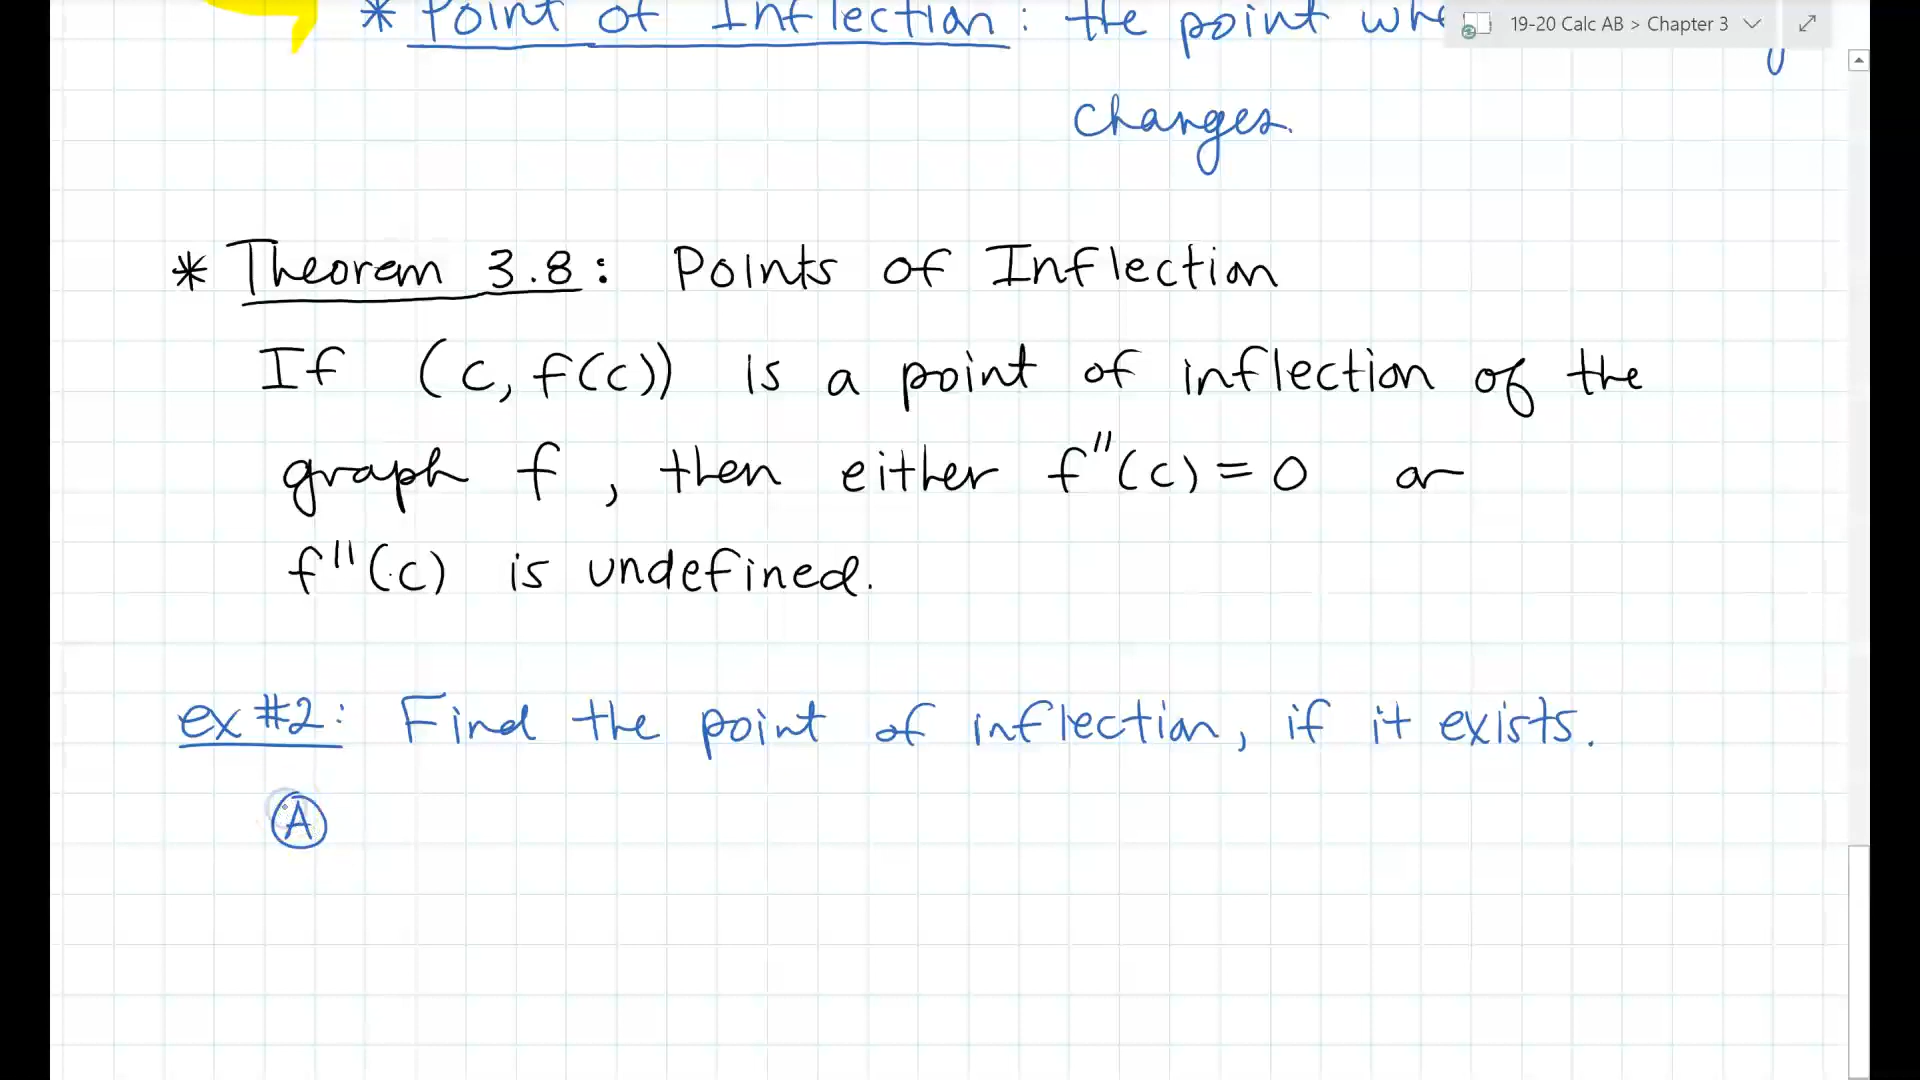 * Point of Inflection: the point
19-20 Calc AB > Chapter 3
changes.
* Theorem 3.8: Points of Inflection
If (c, f(c)) is a point of inflection of the
graph f, then either f"(c) = 0 or
f"(c) is undefined.
ex #2: Find the point of inflection, if it exists.
A